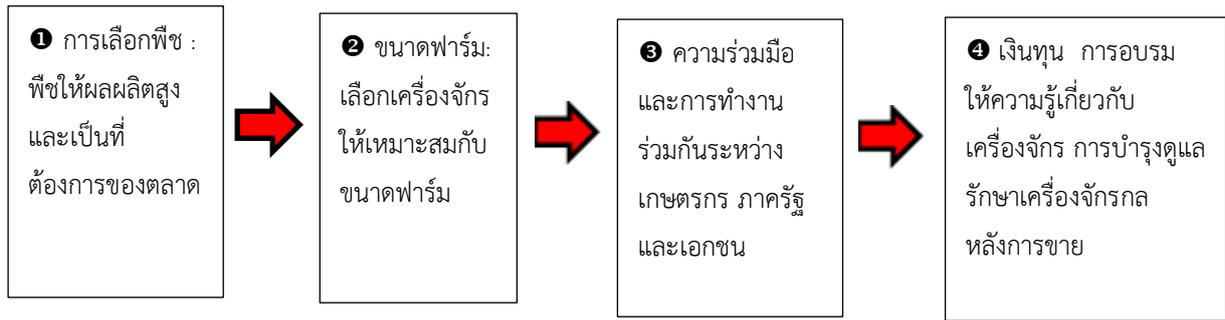 ❶ การเลือกพืช :
พืชให้ผลผลิตสูง
และเป็นที่
ต้องการของตลาด
❷ ขนาดฟาร์ม:
เลือกเครื่องจักร
ให้เหมาะสมกับ
ขนาดฟาร์ม
❸ ความร่วมมือ
และการทำงาน
ร่วมกันระหว่าง
เกษตรกร ภาครัฐ
และเอกชน
❹ เงินทุน การอบรม
ให้ความรู้เกี่ยวกับ
เครื่องจักร การบำรุงดูแล
รักษาเครื่องจักรกล
หลังการขาย